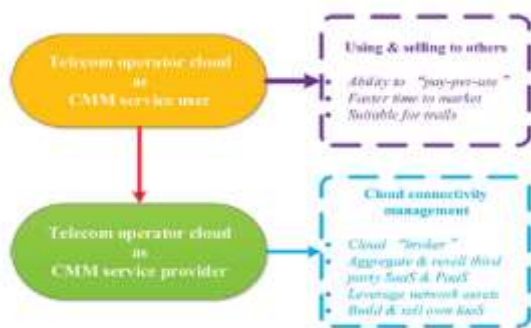 Telecom operator cloud
as
CMM service user
Using & selling to others
• Ability to “pay-per-use”
• Faster time to market
• Suitable for trails
Telecom operator cloud
as
CMM service provider
Cloud connectivity
management
• Cloud “broker”
• Aggregate & resell third
party SaaS & PaaS
• Leverage network assets
• Build & sell own IaaS